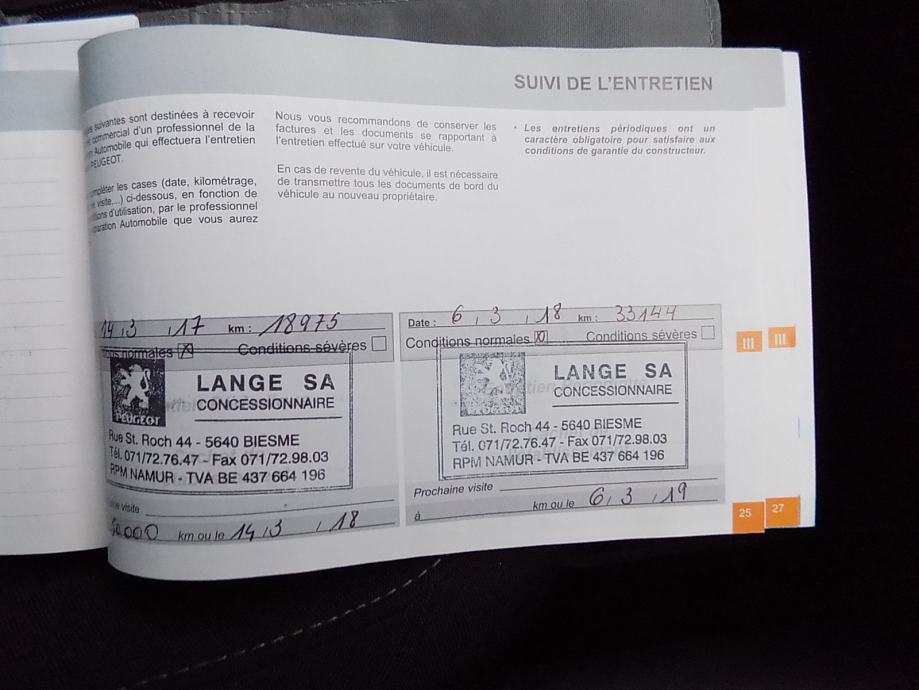 SUIVI DE L'ENTRETIEN
suivantes sont destinées à recevoir
commercial d'un professionnel de la
Automobile qui effectuera l'entretien
PEUGEOT.
les cases (date, kilométrage,
visite,...) ci-dessous, en fonction de
d'utilisation, par le professionnel
Automobile que vous aurez
Nous vous recommandons de conserver les
factures et les documents se rapportant à
l'entretien effectué sur votre véhicule.
En cas de revente du véhicule, il est nécessaire
de transmettre tous les documents de bord du
véhicule au nouveau propriétaire.
• Les entretiens périodiques ont un
caractère obligatoire pour satisfaire aux
conditions de garantie du constructeur.
14, 3 , 17 km : 18975
normales Conditions sévères
PEUGEOT
LANGE SA
CONCESSIONNAIRE
Rue St. Roch 44 - 5640 BIESME
Tél. 071/72.76.47 - Fax 071/72.98.03
RPM NAMUR - TVA BE 437 664 196
visite
km ou le 14, 3 , 18
Date : 6 , 3 , 18 km : 33144
Conditions normales Conditions sévères
LANGE SA
CONCESSIONNAIRE
Rue St. Roch 44 - 5640 BIESME
Tél. 071/72.76.47 - Fax 071/72.98.03
RPM NAMUR - TVA BE 437 664 196
Prochaine visite
à km ou le 6, 3 , 19
III III
25 27